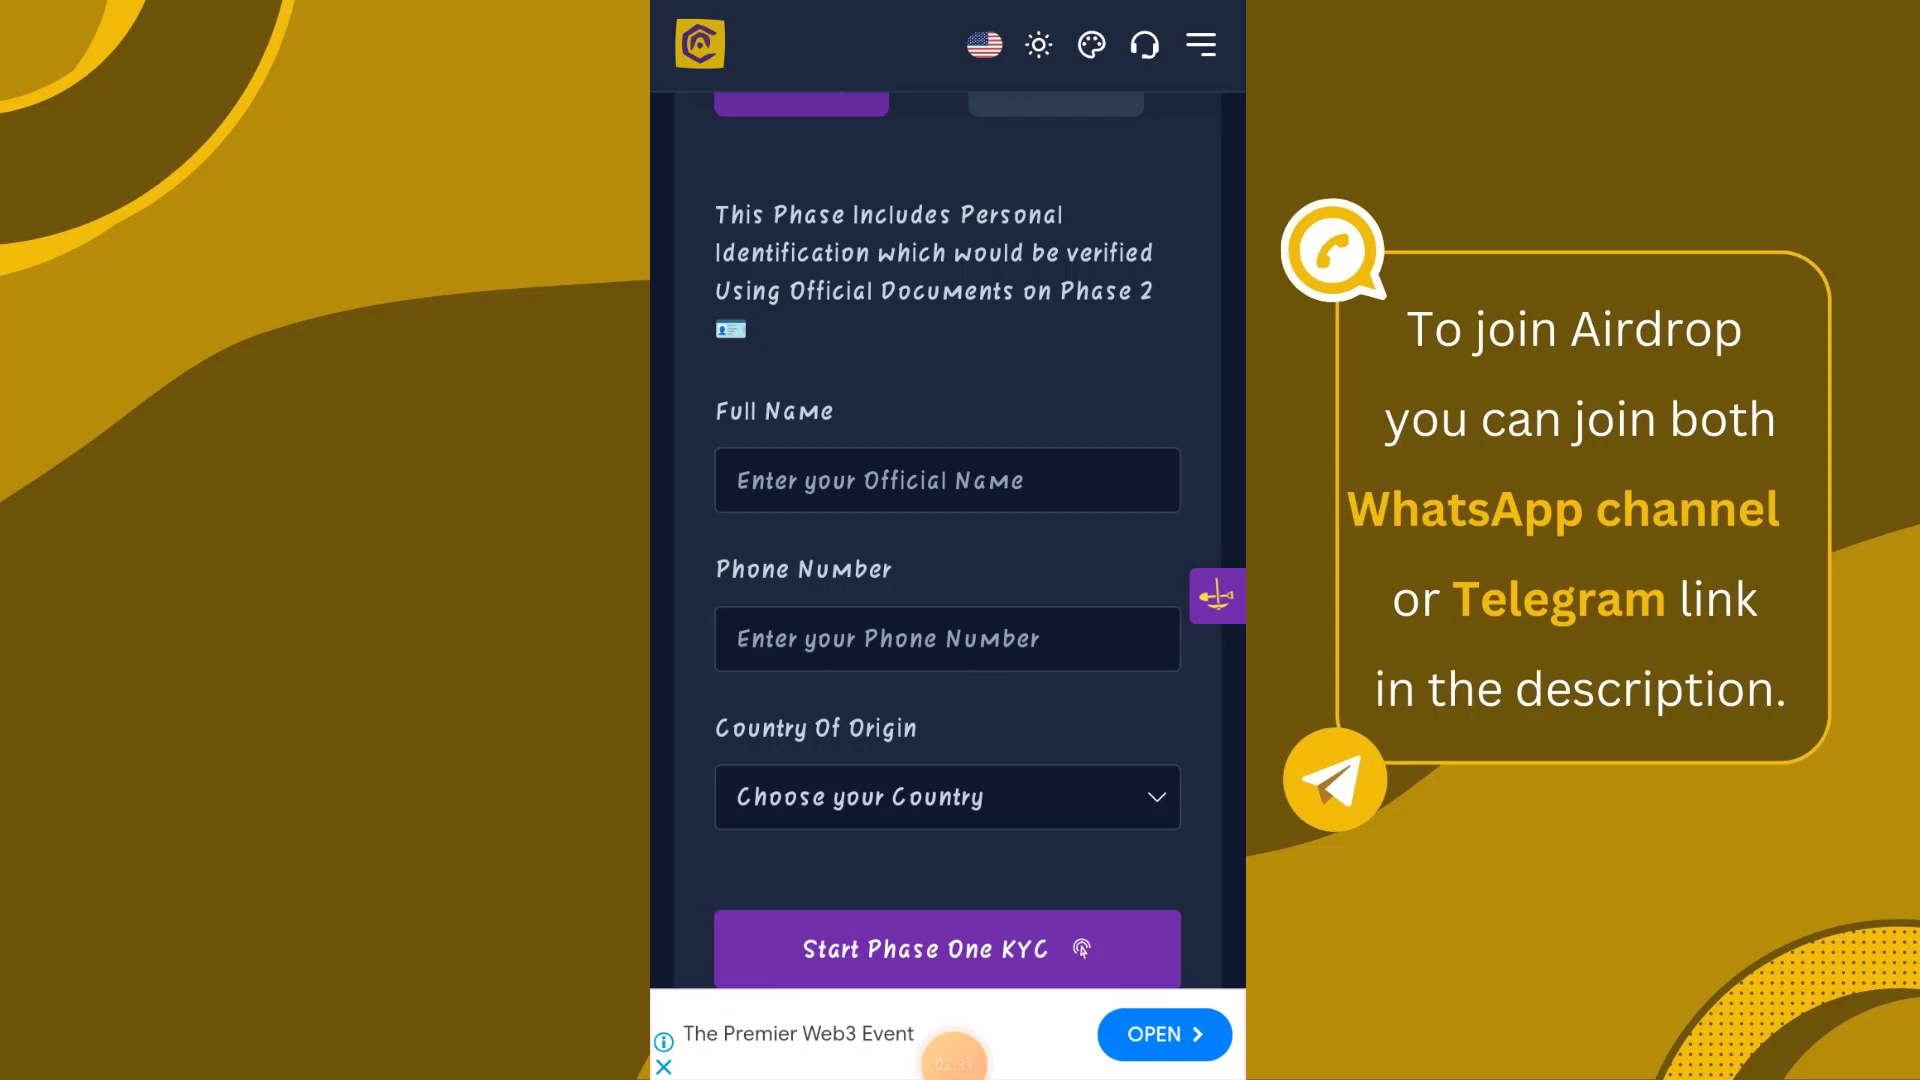 This Phase Includes Personal
Identification which would be verified
Using Official Documents on Phase 2
Full Name
Enter your Official Name
Phone Number
Enter your Phone Number
Country Of Origin
Choose your Country
Start Phase One KYC
The Premier Web3 Event
OPEN
02:31
To join Airdrop
you can join both
WhatsApp channel
or Telegram link
in the description.